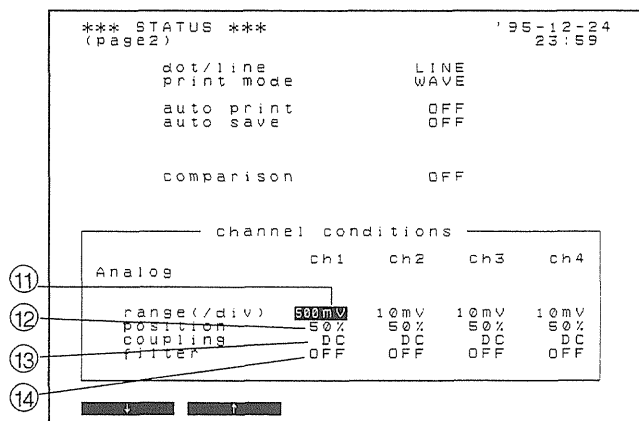 *** STATUS *** '95-12-24
(page2) 23:59
dot/line LINE
print mode WAVE
auto print OFF
auto save OFF
comparison OFF
channel conditions
ch1 ch2 ch3 ch4
Analog
⑪
range(/div) 500mV 10mV 10mV 10mV
⑫
position 50% 50% 50% 50%
⑬
coupling DC DC DC DC
filter OFF OFF OFF OFF
⑭
↓ ↑